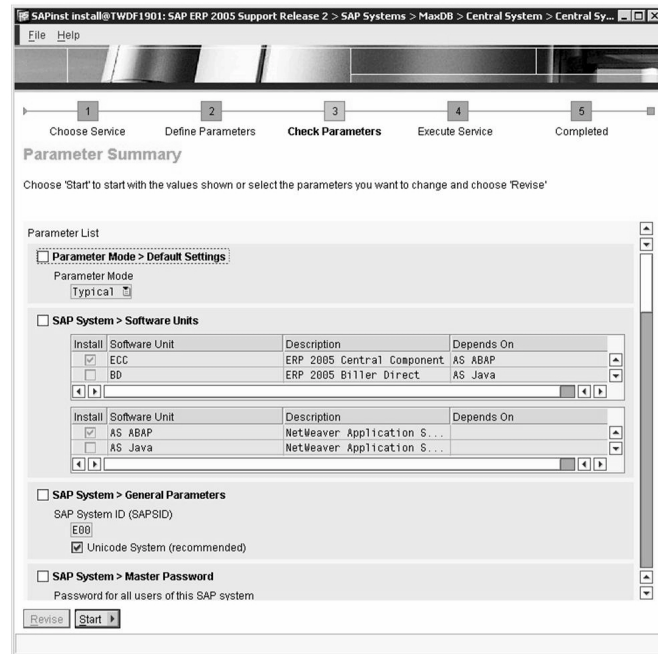 SAPinst install@TWDF1901: SAP ERP 2005 Support Release 2 > SAP Systems > MaxDB > Central System > Central Sy...
File Help
1 2 3 4 5
Choose Service Define Parameters Check Parameters Execute Service Completed
Parameter Summary
Choose 'Start' to start with the values shown or select the parameters you want to change and choose 'Revise'
Parameter List
Parameter Mode > Default Settings
Parameter Mode
Typical
SAP System > Software Units
Install Software Unit Description Depends On
ECC ERP 2005 Central Component AS ABAP
BD ERP 2005 Biller Direct AS Java
Install Software Unit Description Depends On
AS ABAP NetWeaver Application S...
AS Java NetWeaver Application S...
SAP System > General Parameters
SAP System ID (SAPSID)
E00
Unicode System (recommended)
SAP System > Master Password
Password for all users of this SAP system
Revise Start